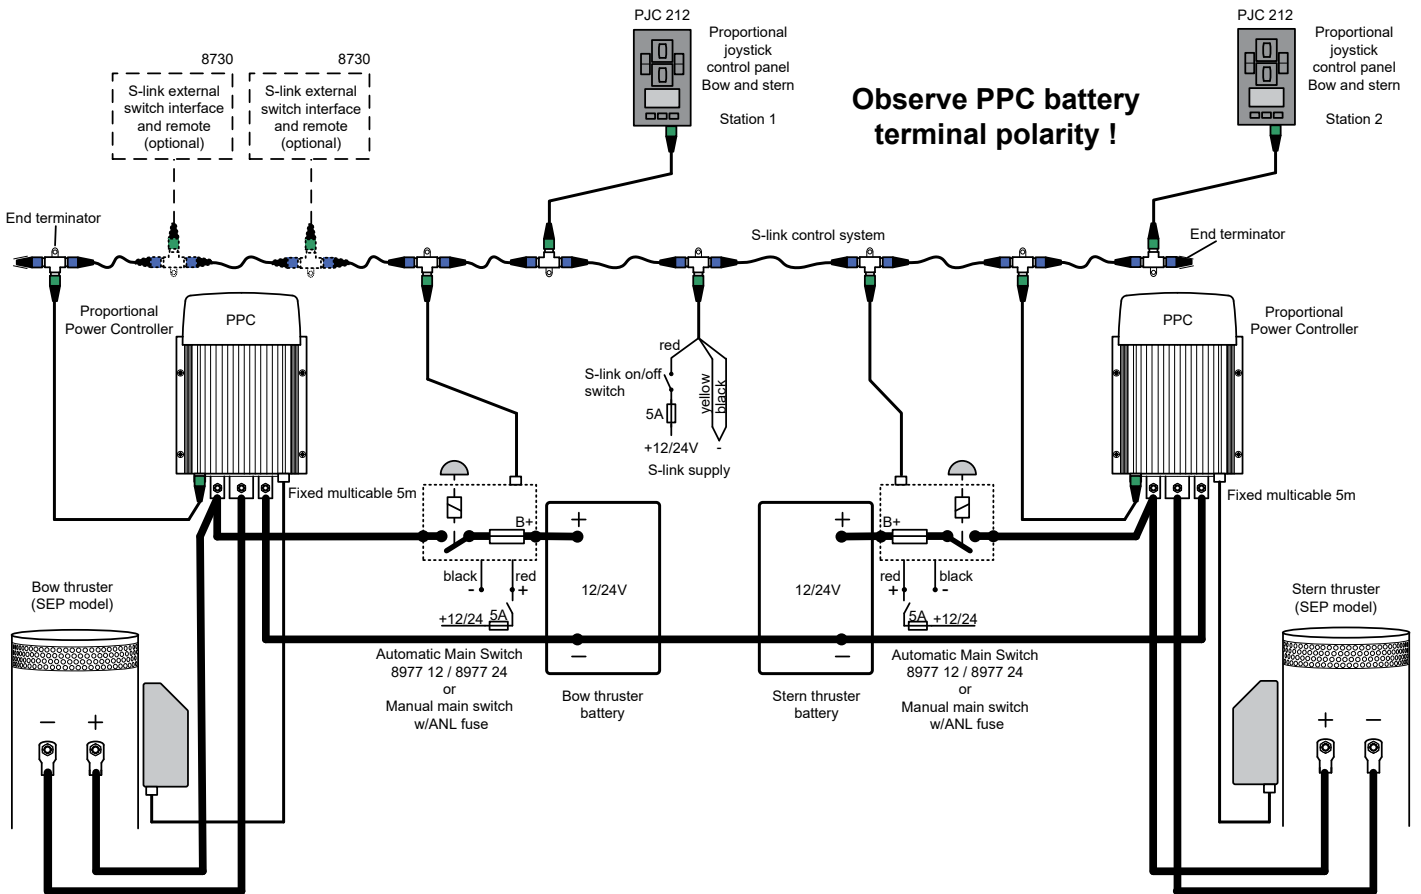 PJC 212
Proportional
joystick
control panel
Bow and stern
Station 1
PJC 212
Proportional
joystick
control panel
Bow and stern
Station 2
8730
S-link external
switch interface
and remote
(optional)
8730
S-link external
switch interface
and remote
(optional)
Observe PPC battery
terminal polarity !
End terminator
S-link control system
End terminator
Proportional
Power Controller
PPC
PPC
Proportional
Power Controller
red
S-link on/off
switch
5A
yellow
black
+12/24V
-
S-link supply
Fixed multicable 5m
Fixed multicable 5m
B+
+
+
B+
black
red
-
+
12/24V
12/24V
red
black
+
-
+12/24
5A
5A
+12/24
−
−
Bow thruster
(SEP model)
Stern thruster
(SEP model)
Automatic Main Switch
8977 12 / 8977 24
or
Manual main switch
w/ANL fuse
Bow thruster
battery
Stern thruster
battery
Automatic Main Switch
8977 12 / 8977 24
or
Manual main switch
w/ANL fuse
− +
+ −